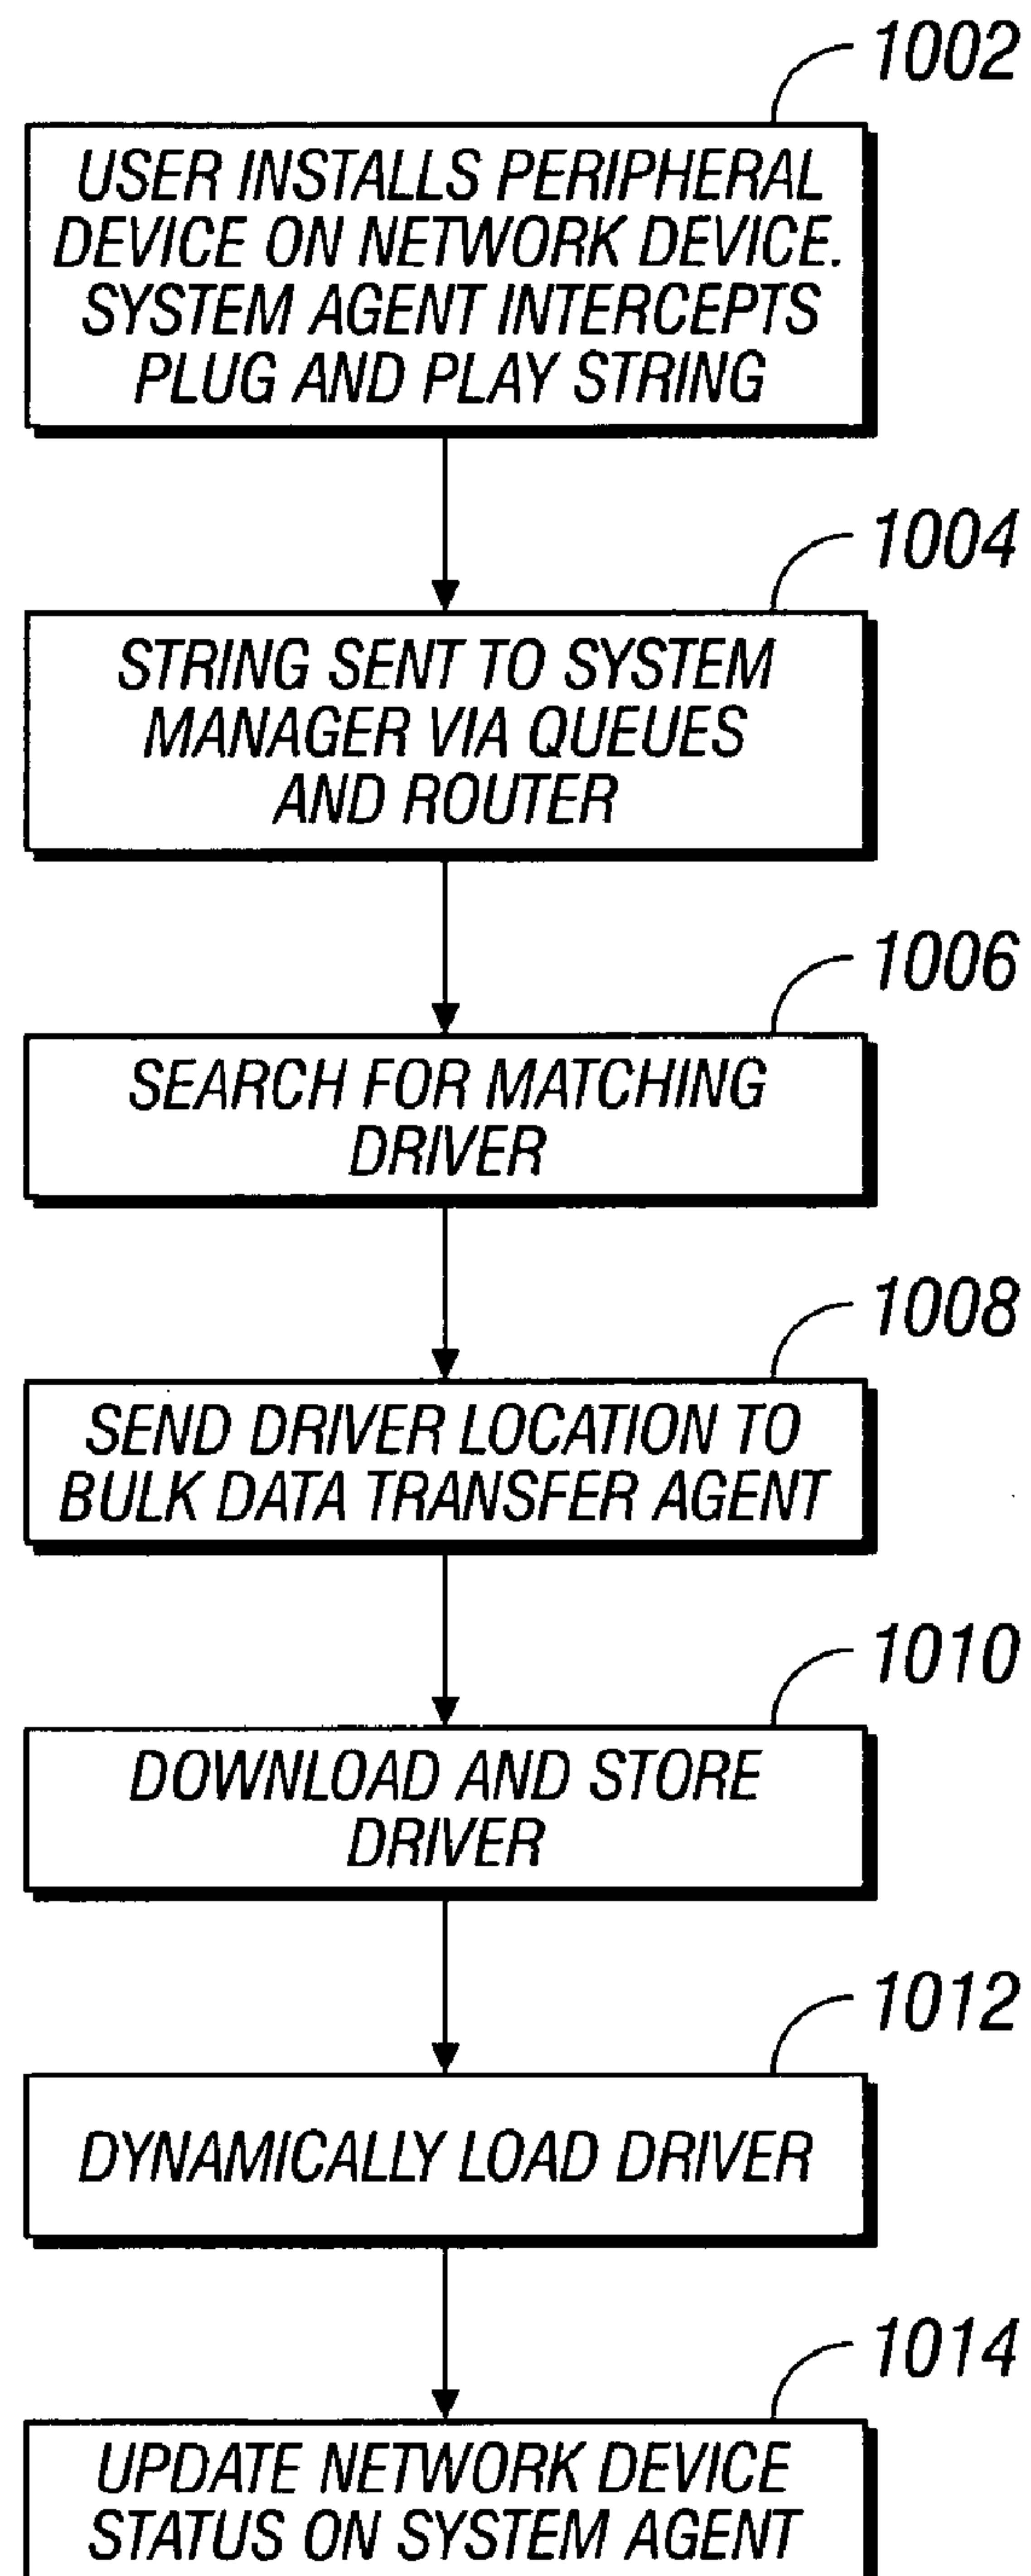 1002
USER INSTALLS PERIPHERAL
DEVICE ON NETWORK DEVICE.
SYSTEM AGENT INTERCEPTS
PLUG AND PLAY STRING
1004
STRING SENT TO SYSTEM
MANAGER VIA QUEUES
AND ROUTER
1006
SEARCH FOR MATCHING
DRIVER
1008
SEND DRIVER LOCATION TO
BULK DATA TRANSFER AGENT
1010
DOWNLOAD AND STORE
DRIVER
1012
DYNAMICALLY LOAD DRIVER
1014
UPDATE NETWORK DEVICE
STATUS ON SYSTEM AGENT